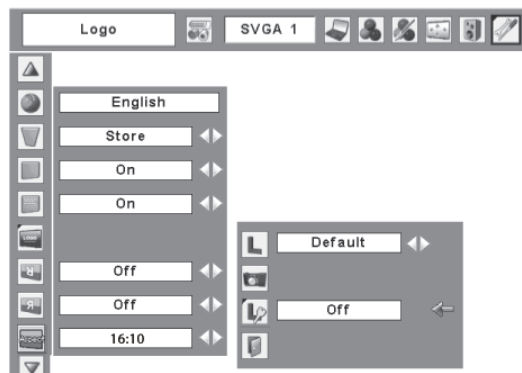 Logo
SVGA 1
English
Store
On
On
Off
Off
16:10
Default
Off